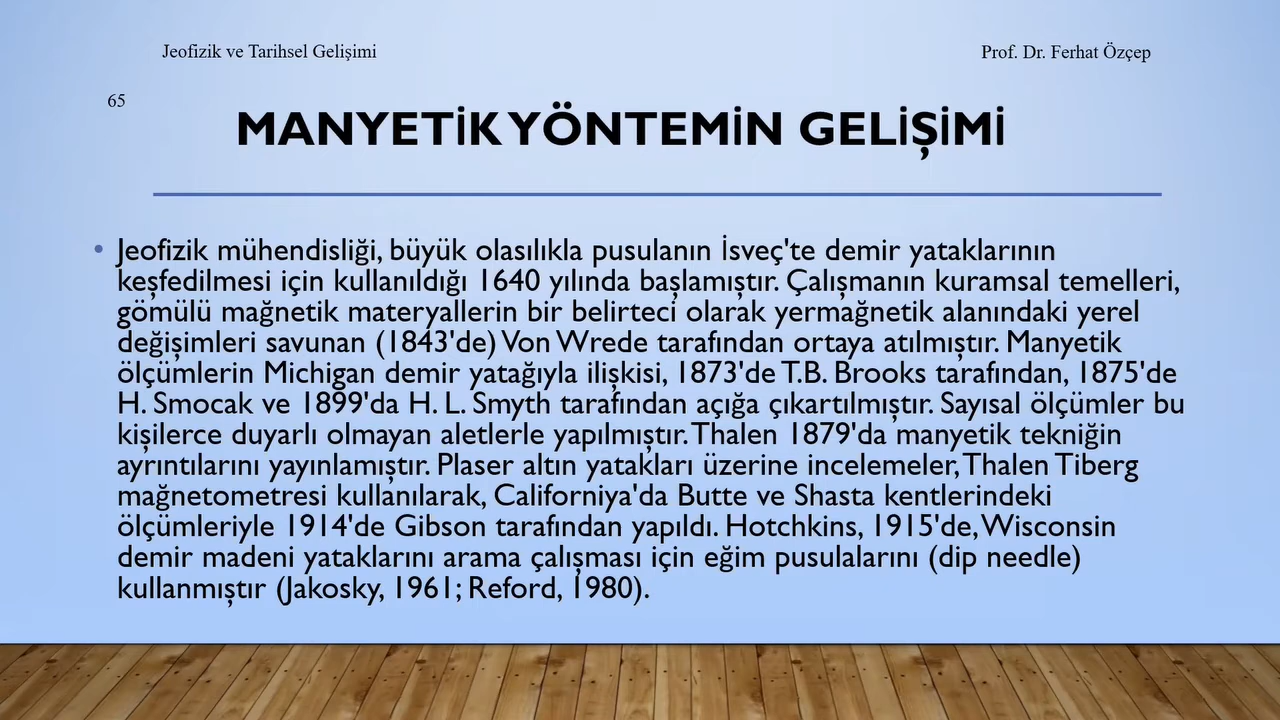 Jeofizik ve Tarihsel Gelişimi
Prof. Dr. Ferhat Özçep
65
MANYETİK YÖNTEMİN GELİŞİMİ
• Jeofizik mühendisliği, büyük olasılıkla pusulanın İsveç'te demir yataklarının
keşfedilmesi için kullanıldığı 1640 yılında başlamıştır. Çalışmanın kuramsal temelleri,
gömülü mağnetik materyallerin bir belirteci olarak yermağnetik alanındaki yerel
değişimleri savunan (1843'de) Von Wrede tarafından ortaya atılmıştır. Manyetik
ölçümlerin Michigan demir yatağıyla ilişkisi, 1873'de T.B. Brooks tarafından, 1875'de
H. Smocak ve 1899'da H. L. Smyth tarafından açığa çıkartılmıştır. Sayısal ölçümler bu
kişilerce duyarlı olmayan aletlerle yapılmıştır. Thalen 1879'da manyetik tekniğin
ayrıntılarını yayınlamıştır. Plaser altın yatakları üzerine incelemeler, Thalen Tiberg
mağnetometresi kullanılarak, Californiya'da Butte ve Shasta kentlerindeki
ölçümleriyle 1914'de Gibson tarafından yapıldı. Hotchkins, 1915'de, Wisconsin
demir madeni yataklarını arama çalışması için eğim pusulalarını (dip needle)
kullanmıştır (Jakosky, 1961; Reford, 1980).